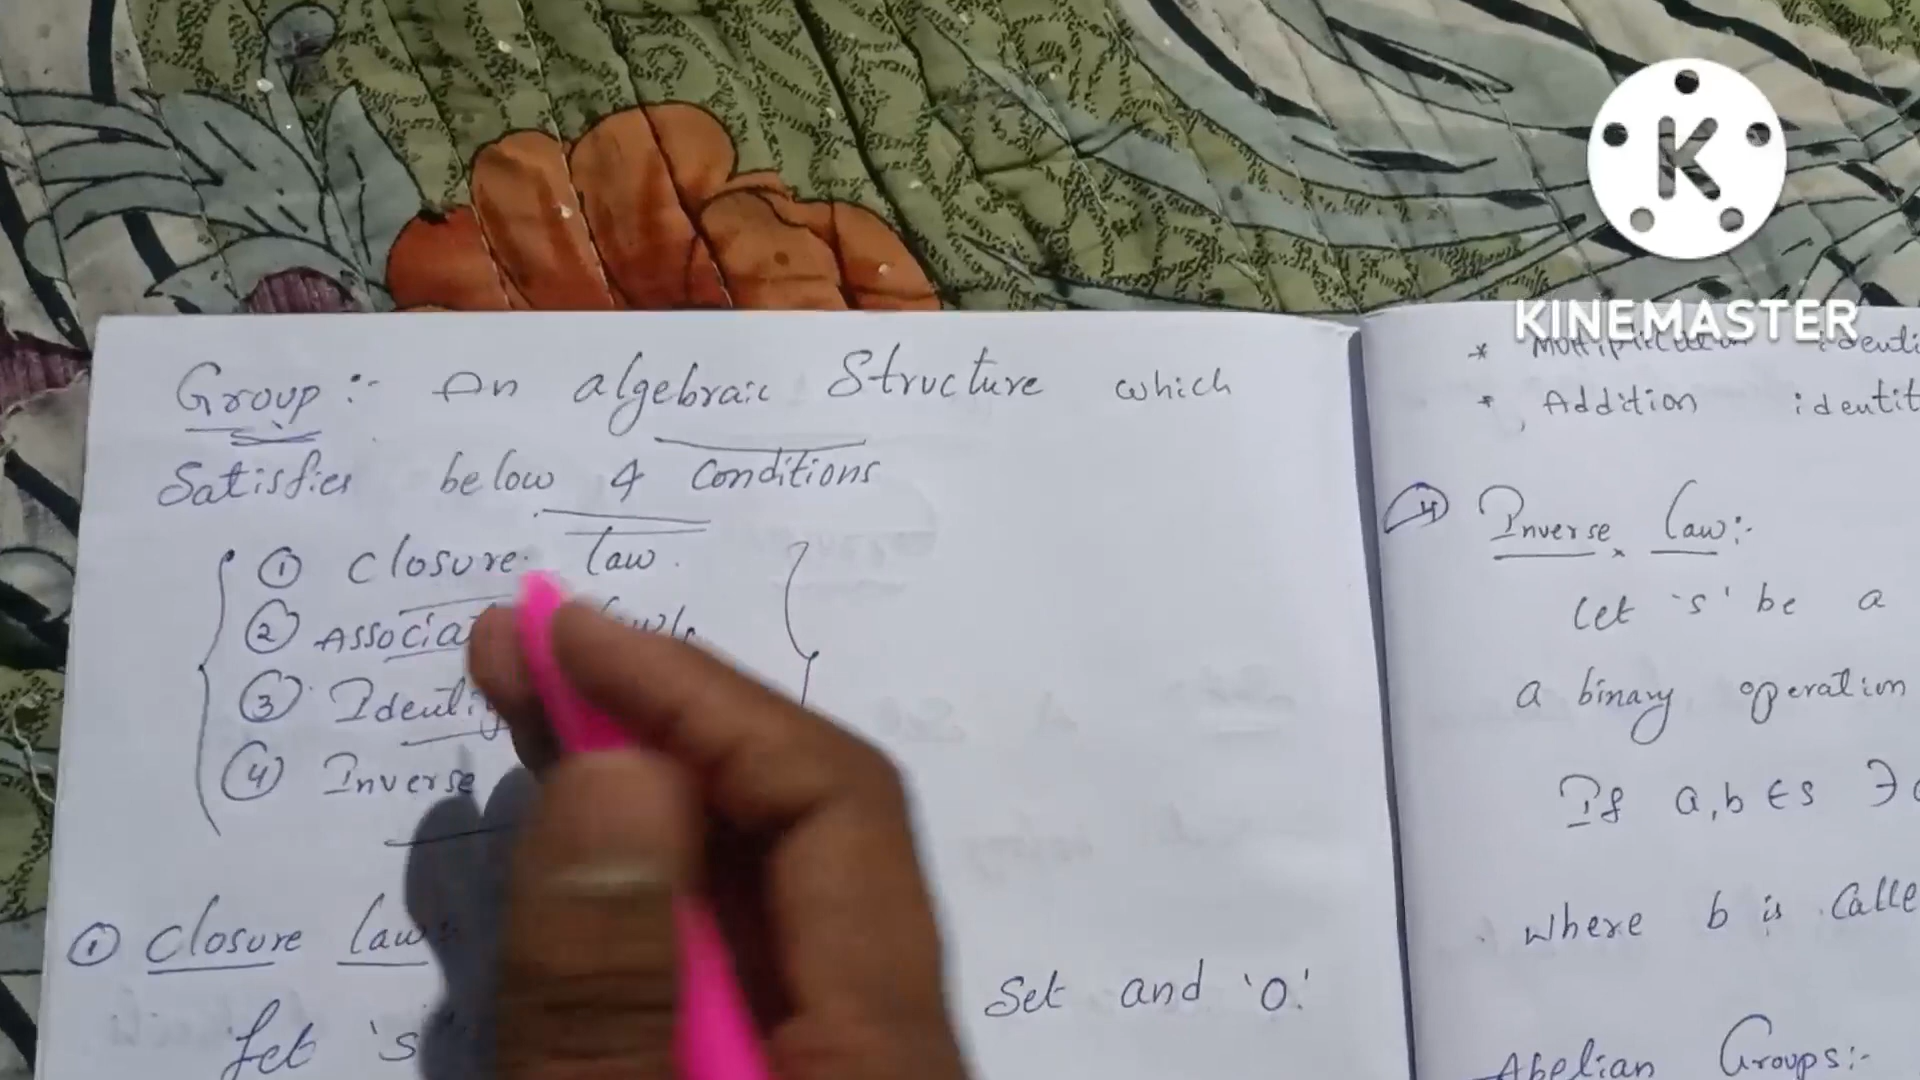 Group :- An algebraic Structure which
Satisfies below 4 Conditions
① Closure law.
② Associat
③ Identity
④ Inverse
① Closure law:-
Let 's'
Set and 'o'
* identi
* Addition identit
④ Inverse law:-
Let 's' be a
a binary operation
If a,b ∈ s ∃
where b is Calle
Abelian Groups:-
K
KINEMASTER